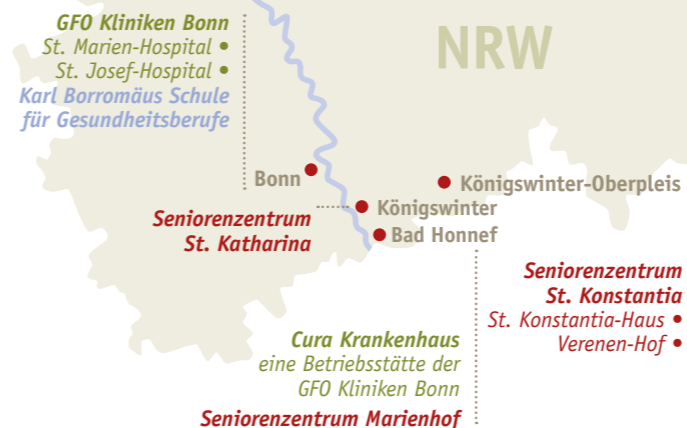 GFO Kliniken Bonn
St. Marien-Hospital •
St. Josef-Hospital •
Karl Borromäus Schule
für Gesundheitsberufe
NRW
Bonn
Königswinter-Oberpleis
Königswinter
Bad Honnef
Seniorenzentrum
St. Katharina
Seniorenzentrum
St. Konstantia
St. Konstantia-Haus •
Verenen-Hof •
Cura Krankenhaus
eine Betriebsstätte der
GFO Kliniken Bonn
Seniorenzentrum Marienhof